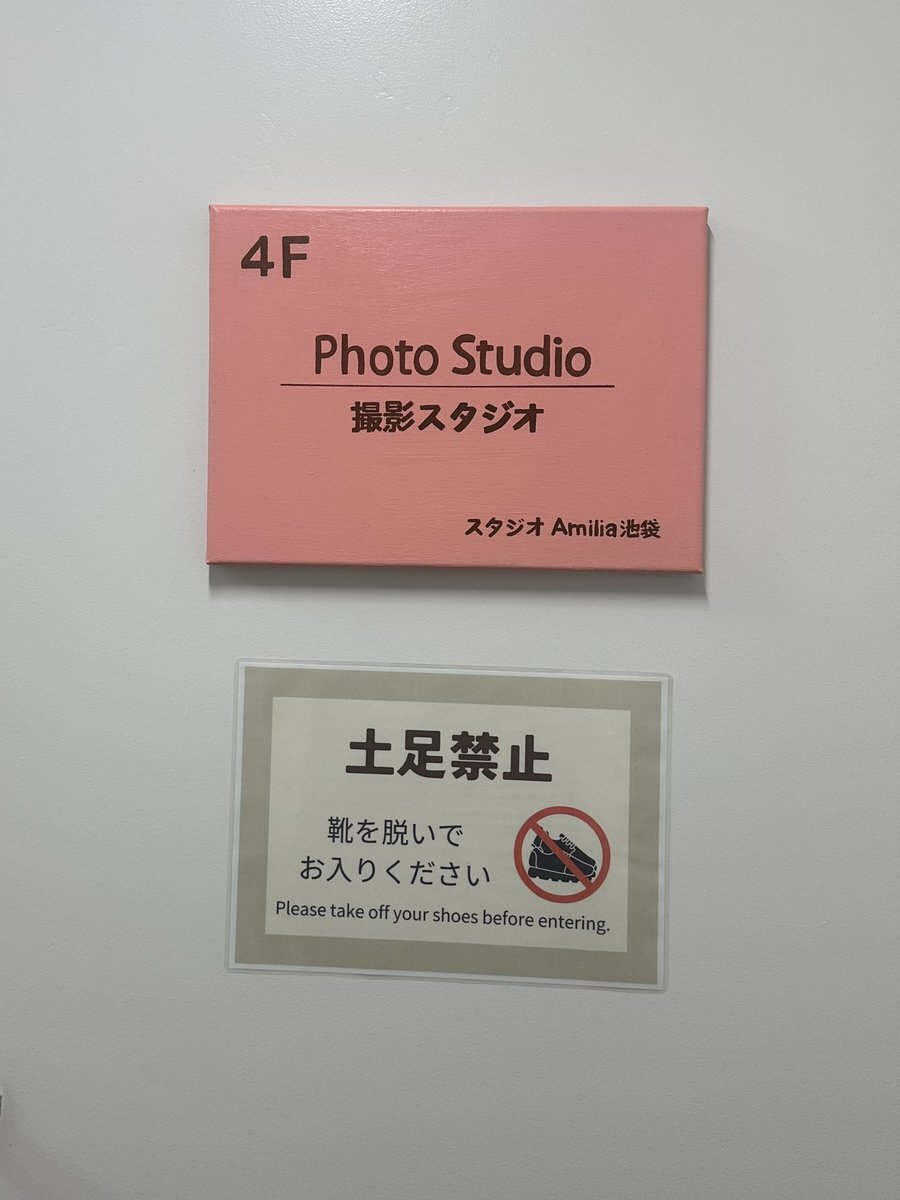 4F
Photo Studio
撮影スタジオ
スタジオ Amilia池袋
土足禁止
靴を脱いで
お入りください
Please take off your shoes before entering.